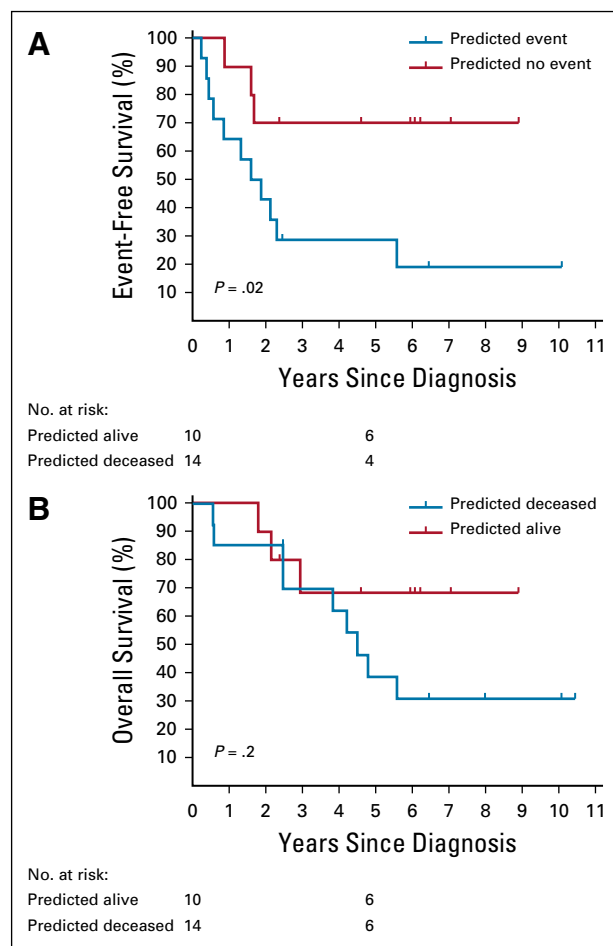 A
Event-Free Survival (%)
100
90
80
70
60
50
40
30
20
10
Predicted event
Predicted no event
P = .02
0 1 2 3 4 5 6 7 8 9 10 11
Years Since Diagnosis
No. at risk:
Predicted alive 10 6
Predicted deceased 14 4
B
Overall Survival (%)
100
90
80
70
60
50
40
30
20
10
Predicted deceased
Predicted alive
P = .2
0 1 2 3 4 5 6 7 8 9 10 11
Years Since Diagnosis
No. at risk:
Predicted alive 10 6
Predicted deceased 14 6